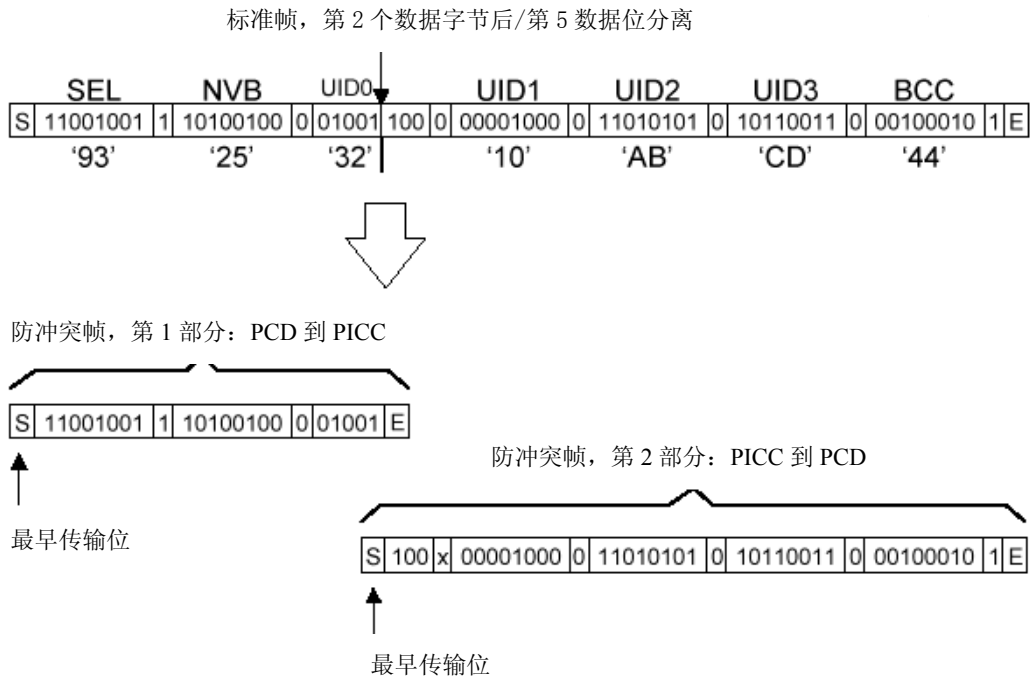 标准帧，第 2 个数据字节后/第 5 数据位分离
SEL NVB UID0 UID1 UID2 UID3 BCC
S 11001001 1 10100100 0 01001 100 0 00001000 0 11010101 0 10110011 0 00100010 1 E
‘93’ ‘25’ ‘32’ ‘10’ ‘AB’ ‘CD’ ‘44’
防冲突帧，第 1 部分：PCD 到 PICC
S 11001001 1 10100100 0 01001 E
最早传输位
防冲突帧，第 2 部分：PICC 到 PCD
S 100 x 00001000 0 11010101 0 10110011 0 00100010 1 E
最早传输位